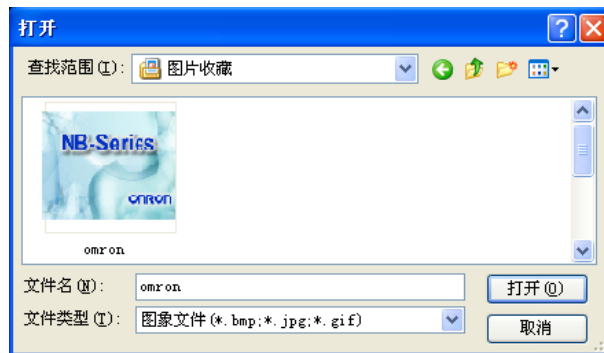 打开
查找范围(I): 图片收藏
NB-Series
omron
omron
文件名(N): omron
打开(O)
文件类型(T): 图象文件(*.bmp;*.jpg;*.gif)
取消